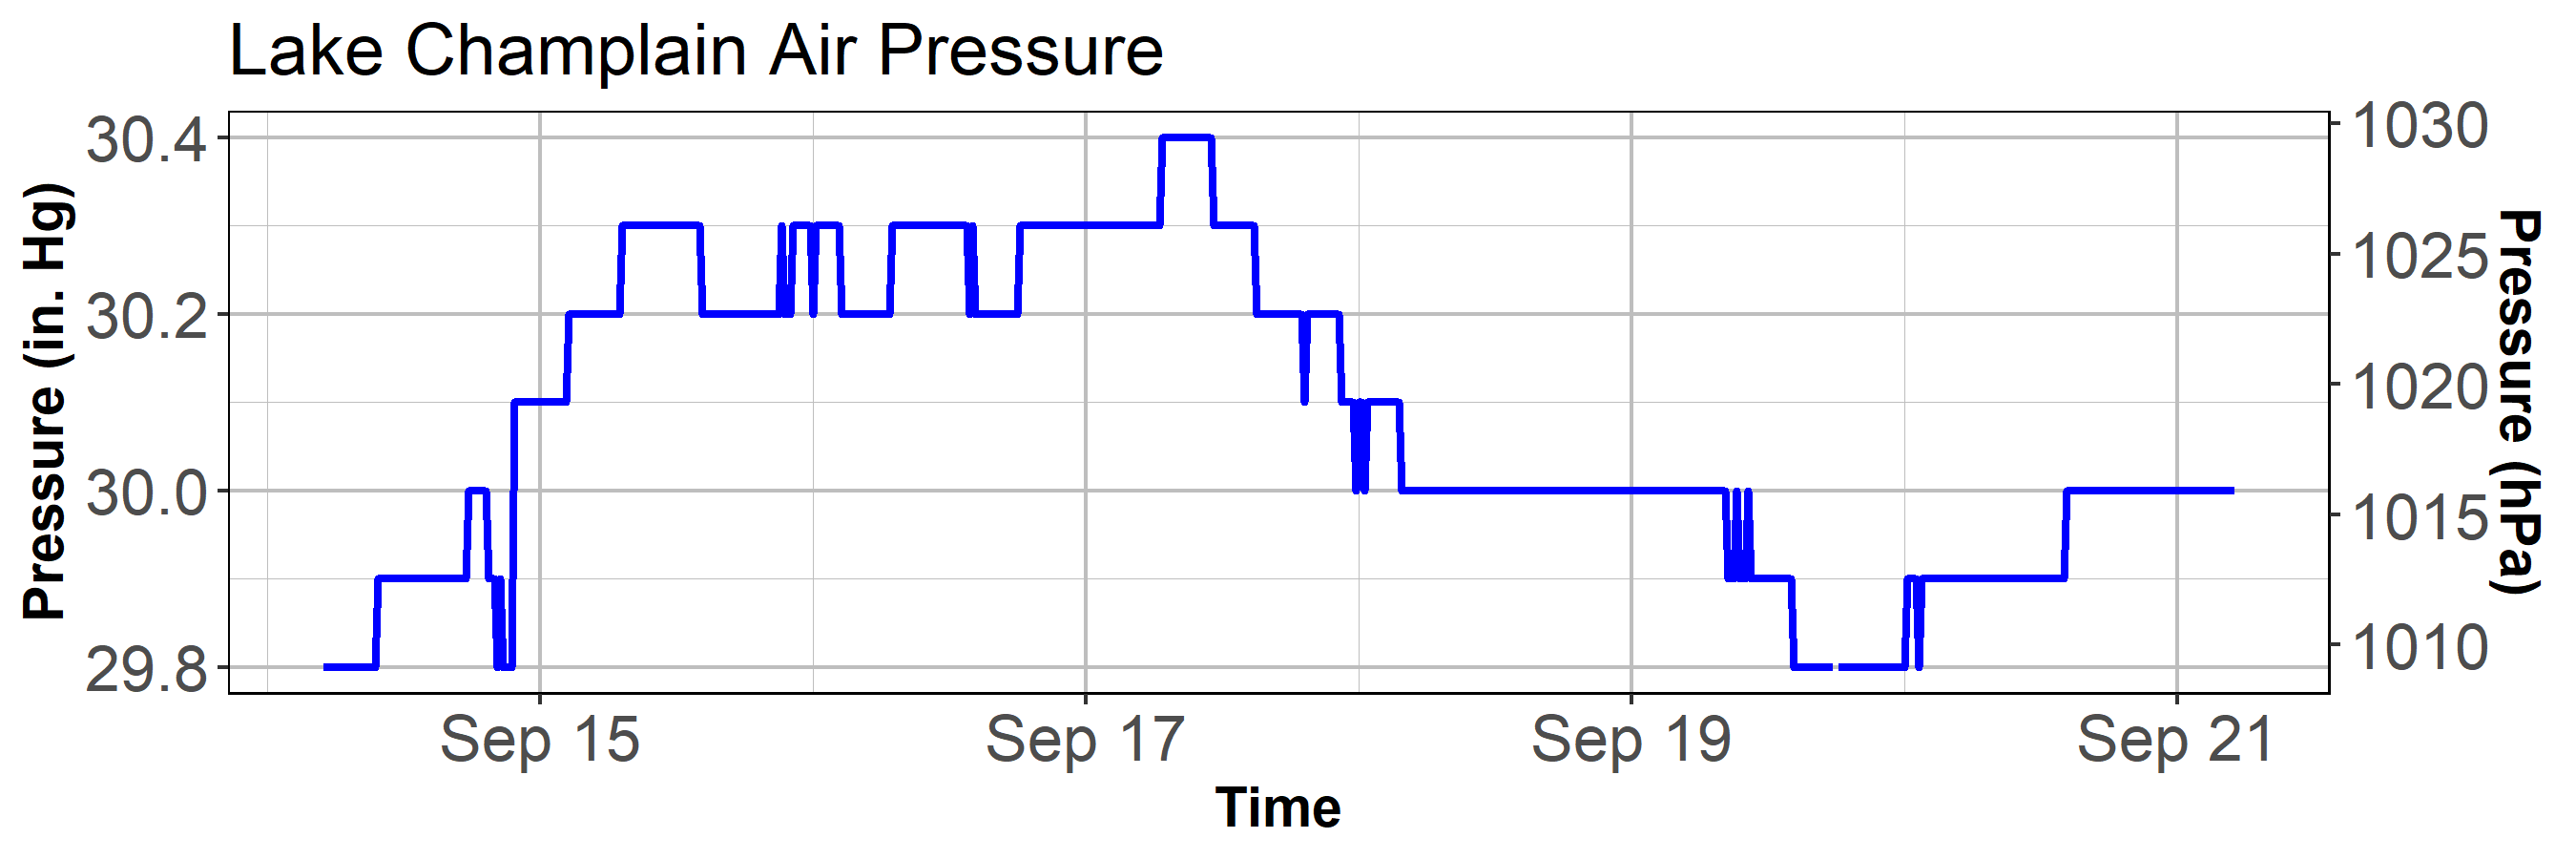 Lake Champlain Air Pressure
Pressure (in. Hg)
30.4
30.2
30.0
29.8
1030
1025
1020
1015
1010
Pressure (hPa)
Sep 15 Sep 17 Sep 19 Sep 21
Time